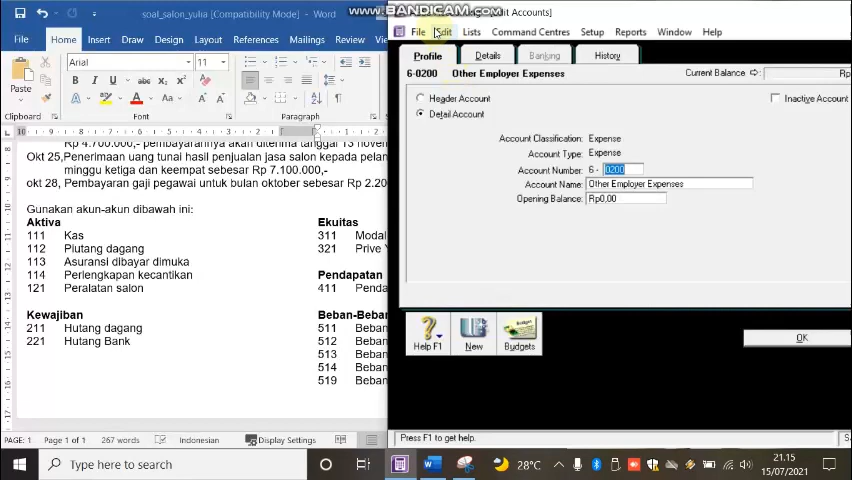 soal_salon_yulia [Compatibility Mode] - Word
File Home Insert Draw Design Layout References Mailings Review View
Paste
Clipboard
Arial 11
Font
Paragraph
Rp 4.700.000,- pembayarannya akan diterima tanggal 13 novem
Okt 25,Penerimaan uang tunai hasil penjualan jasa salon kepada pelan
minggu ketiga dan keempat sebesar Rp 7.100.000,-
okt 28, Pembayaran gaji pegawai untuk bulan oktober sebesar Rp 2.20
Gunakan akun-akun dibawah ini:
Aktiva
111 Kas
112 Piutang dagang
113 Asuransi dibayar dimuka
114 Perlengkapan kecantikan
121 Peralatan salon
Kewajiban
211 Hutang dagang
221 Hutang Bank
Ekuitas
311 Modal
321 Prive Y
Pendapatan
411 Penda
Beban-Beba
511 Beban
512 Beban
513 Beban
514 Beban
519 Beban
PAGE: 1 Page 1 of 1 267 words Indonesian Display Settings
www.BANDICAM.com
[Edit Accounts]
File Edit Lists Command Centres Setup Reports Window Help
Profile Details Banking History
6-0200 Other Employer Expenses Current Balance Rp
Header Account Inactive Account
Detail Account
Account Classification: Expense
Account Type: Expense
Account Number: 6 - 0200
Account Name: Other Employer Expenses
Opening Balance: Rp0,00
Budget
Help F1 New Budgets OK
Press F1 to get help.
Type here to search 28°C 21.15
15/07/2021